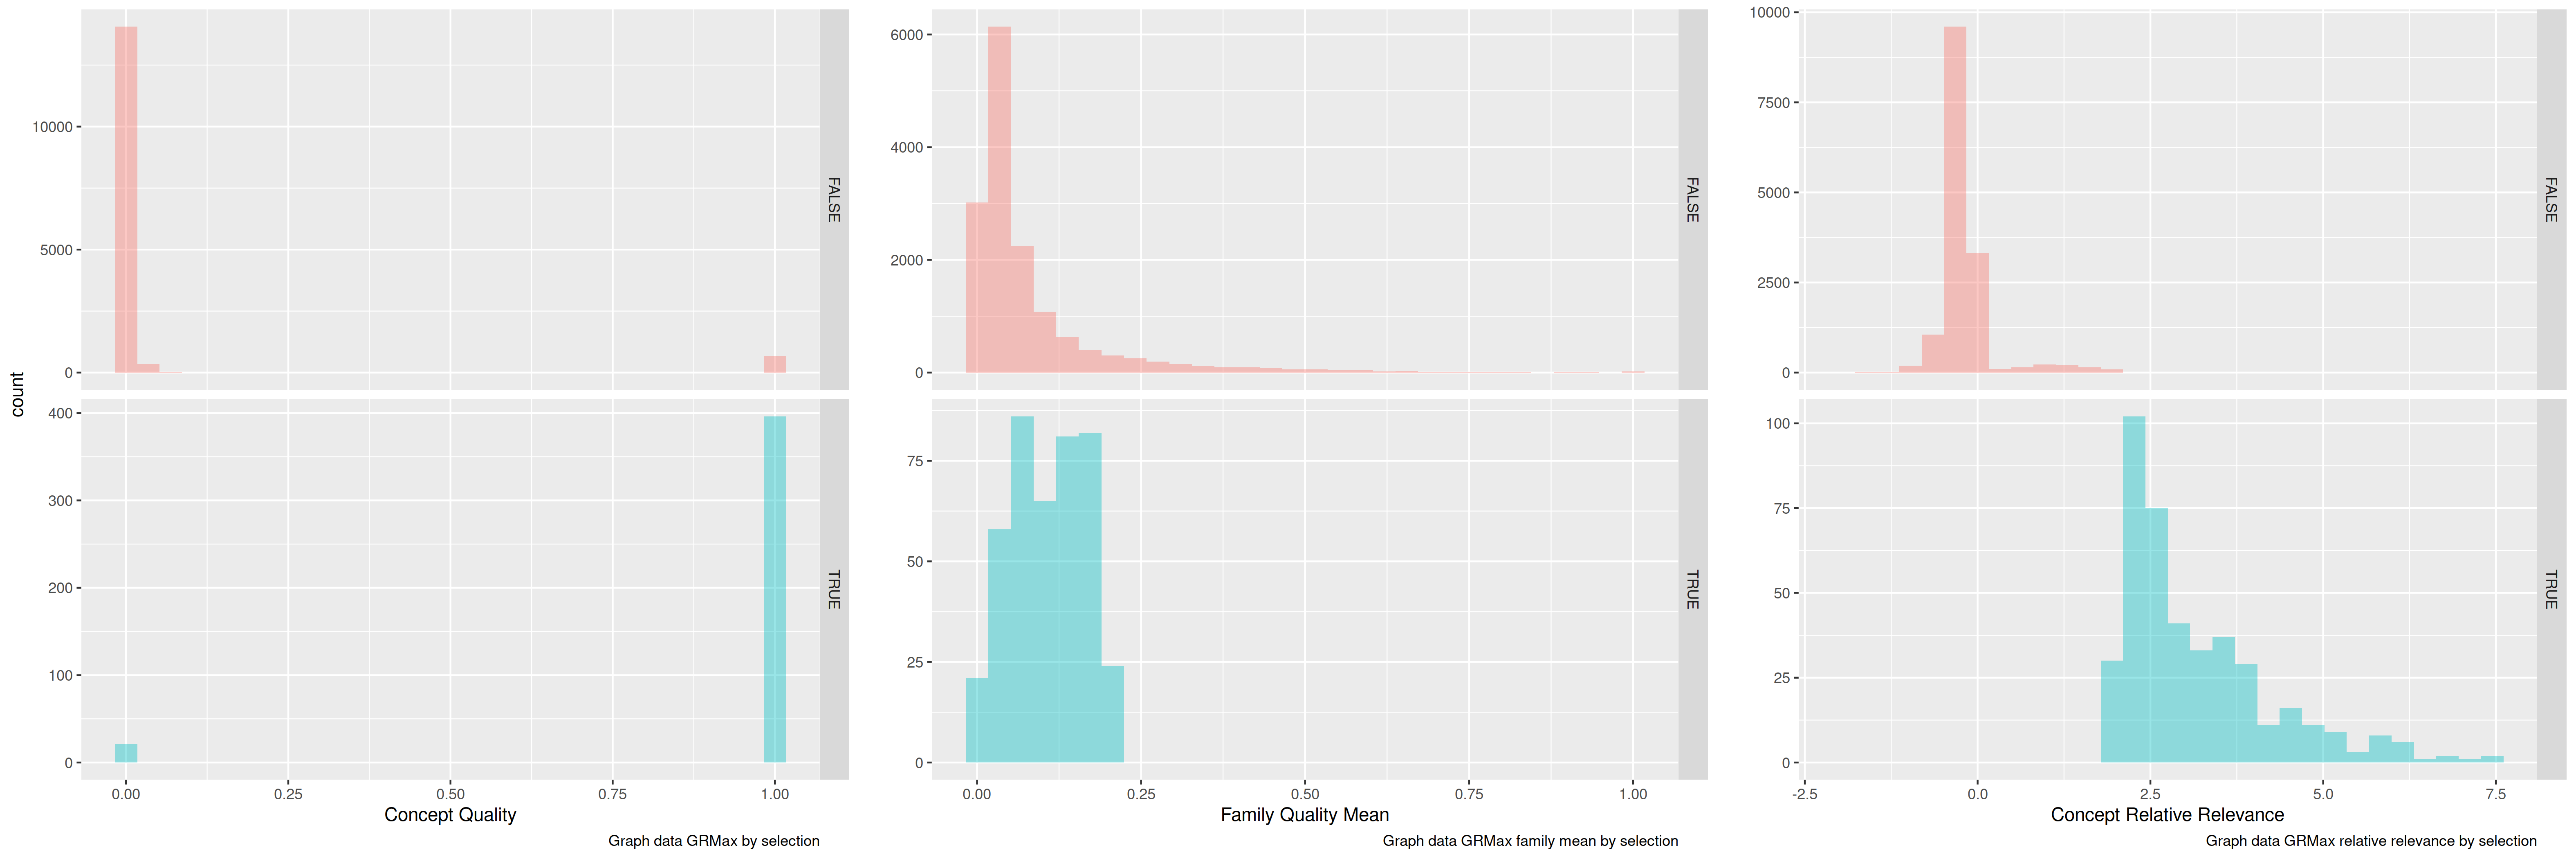 count
10000
5000
0
FALSE
400
300
200
100
0
TRUE
0.00 0.25 0.50 0.75 1.00
Concept Quality
Graph data GRMax by selection
6000
4000
2000
0
FALSE
75
50
25
0
TRUE
0.00 0.25 0.50 0.75 1.00
Family Quality Mean
Graph data GRMax family mean by selection
10000
7500
5000
2500
0
FALSE
100
75
50
25
0
TRUE
-2.5 0.0 2.5 5.0 7.5
Concept Relative Relevance
Graph data GRMax relative relevance by selection